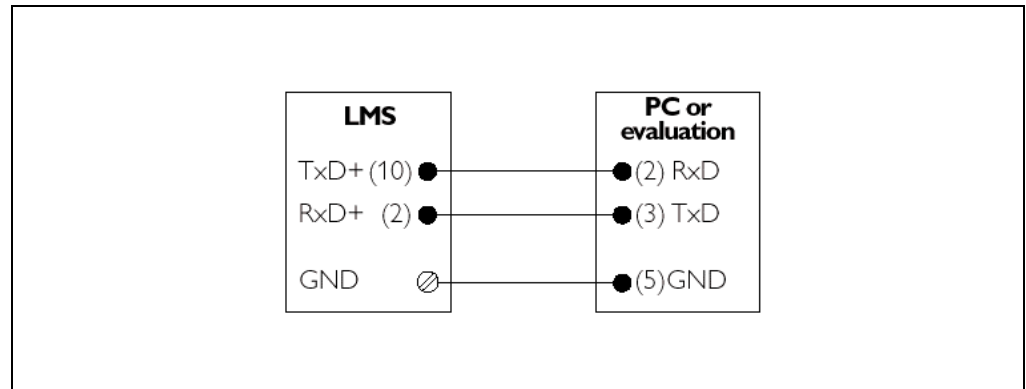 LMS
PC or
evaluation
TxD+ (10)
(2) RxD
RxD+ (2)
(3) TxD
GND
(5)GND